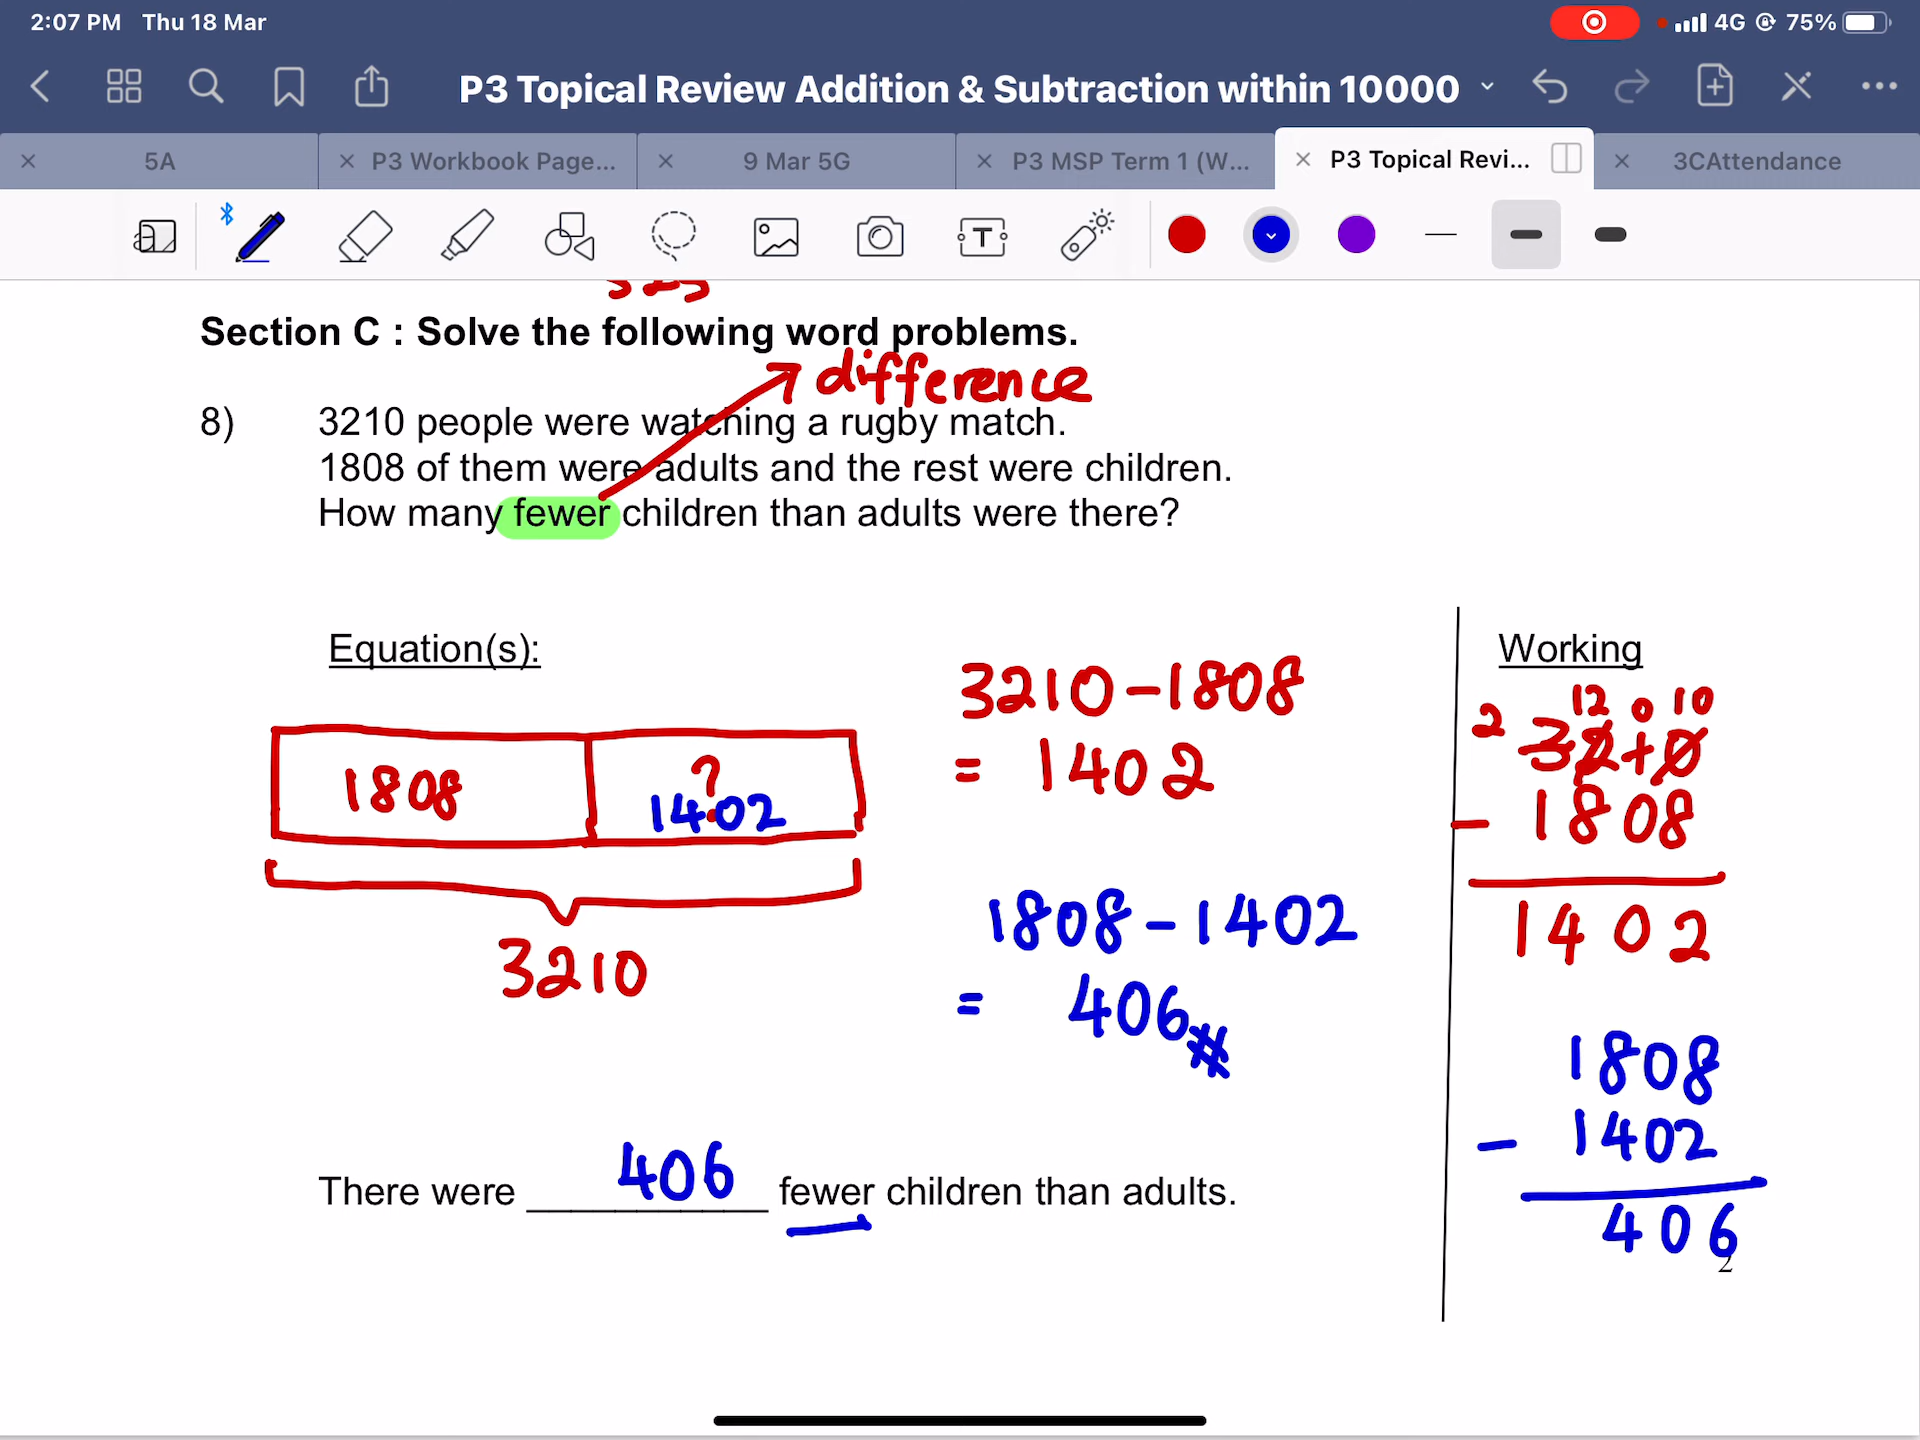 2:07 PM Thu 18 Mar
4G 75%
P3 Topical Review Addition & Subtraction within 10000
5A
P3 Workbook Page...
9 Mar 5G
P3 MSP Term 1 (W...
P3 Topical Revi...
3CAttendance
Section C : Solve the following word problems.
difference
8) 3210 people were watching a rugby match.
1808 of them were adults and the rest were children.
How many fewer children than adults were there?
Equation(s):
1808 ?
1402
3210
3210 - 1808
= 1402
1808 - 1402
= 406
Working
2 12 0 10
3210
- 1808
1402
1808
- 1402
406
There were 406 fewer children than adults.
2